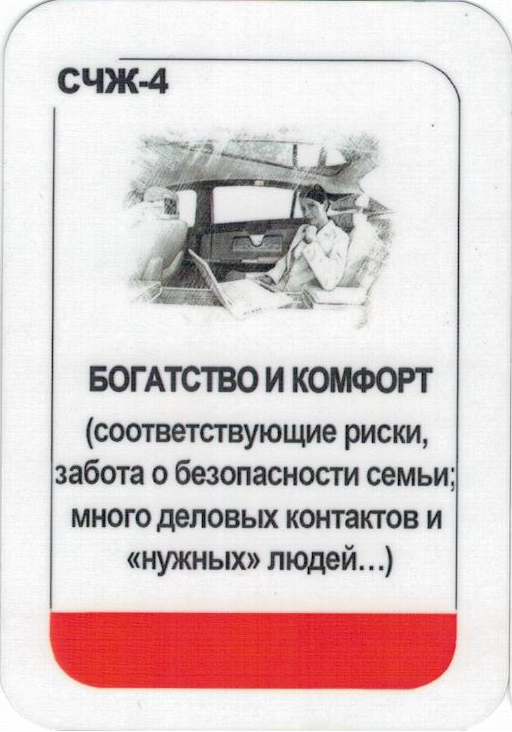 СЧЖ-4
БОГАТСТВО И КОМФОРТ
(соответствующие риски,
забота о безопасности семьи;
много деловых контактов и
«нужных» людей...)